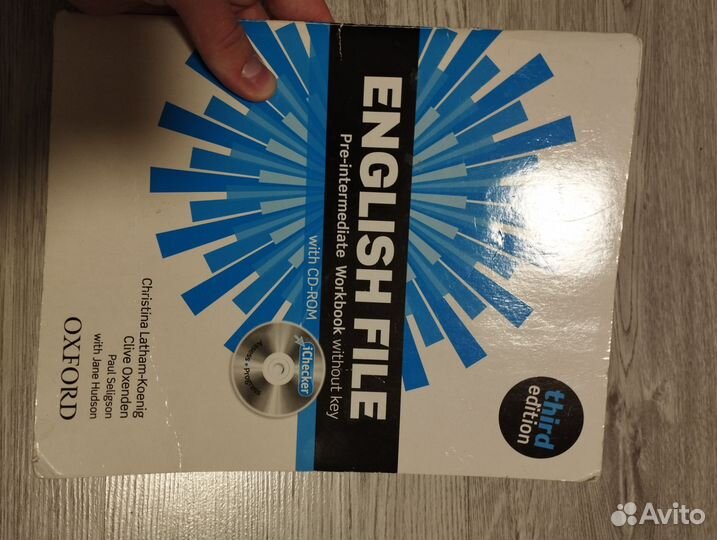 third
edition
ENGLISH FILE
Pre-intermediate Workbook without key
with CD-ROM
iChecker
Christina Latham-Koenig
Clive Oxenden
Paul Seligson
with Jane Hudson
OXFORD
Avito